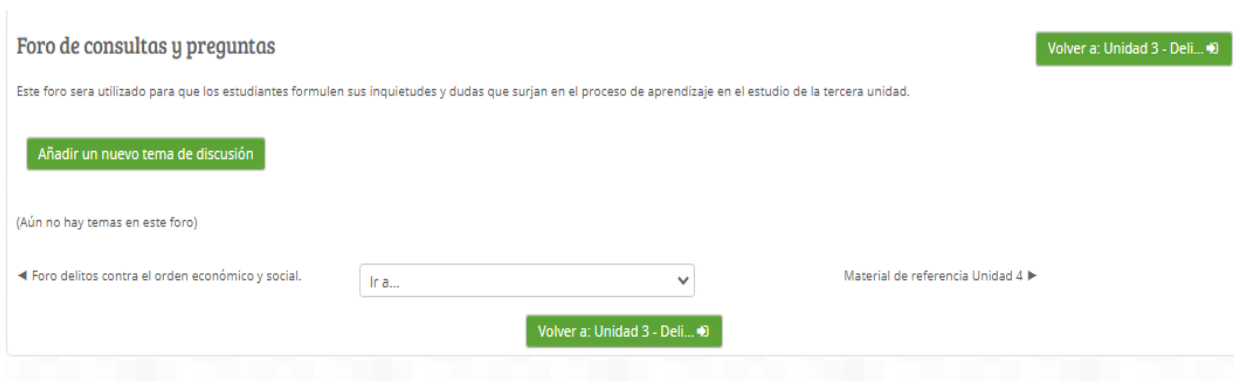 Foro de consultas y preguntas
Volver a: Unidad 3 - Deli...
Este foro sera utilizado para que los estudiantes formulen sus inquietudes y dudas que surjan en el proceso de aprendizaje en el estudio de la tercera unidad.
Añadir un nuevo tema de discusión
(Aún no hay temas en este foro)
◄ Foro delitos contra el orden económico y social.
Ir a...
Material de referencia Unidad 4 ►
Volver a: Unidad 3 - Deli...